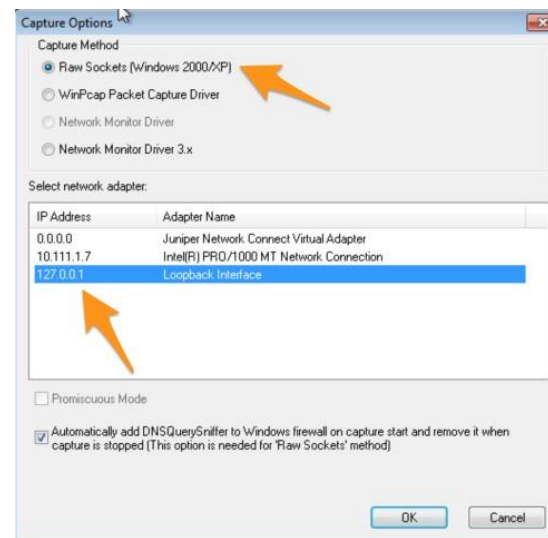 Capture Options
Capture Method
Raw Sockets (Windows 2000/XP)
WinPcap Packet Capture Driver
Network Monitor Driver
Network Monitor Driver 3.x
Select network adapter:
IP Address Adapter Name
0.0.0.0 Juniper Network Connect Virtual Adapter
10.111.1.7 Intel(R) PRO/1000 MT Network Connection
127.0.0.1 Loopback Interface
Promiscuous Mode
Automatically add DNSQuerySniffer to Windows firewall on capture start and remove it when
capture is stopped (This option is needed for 'Raw Sockets' method)
OK Cancel